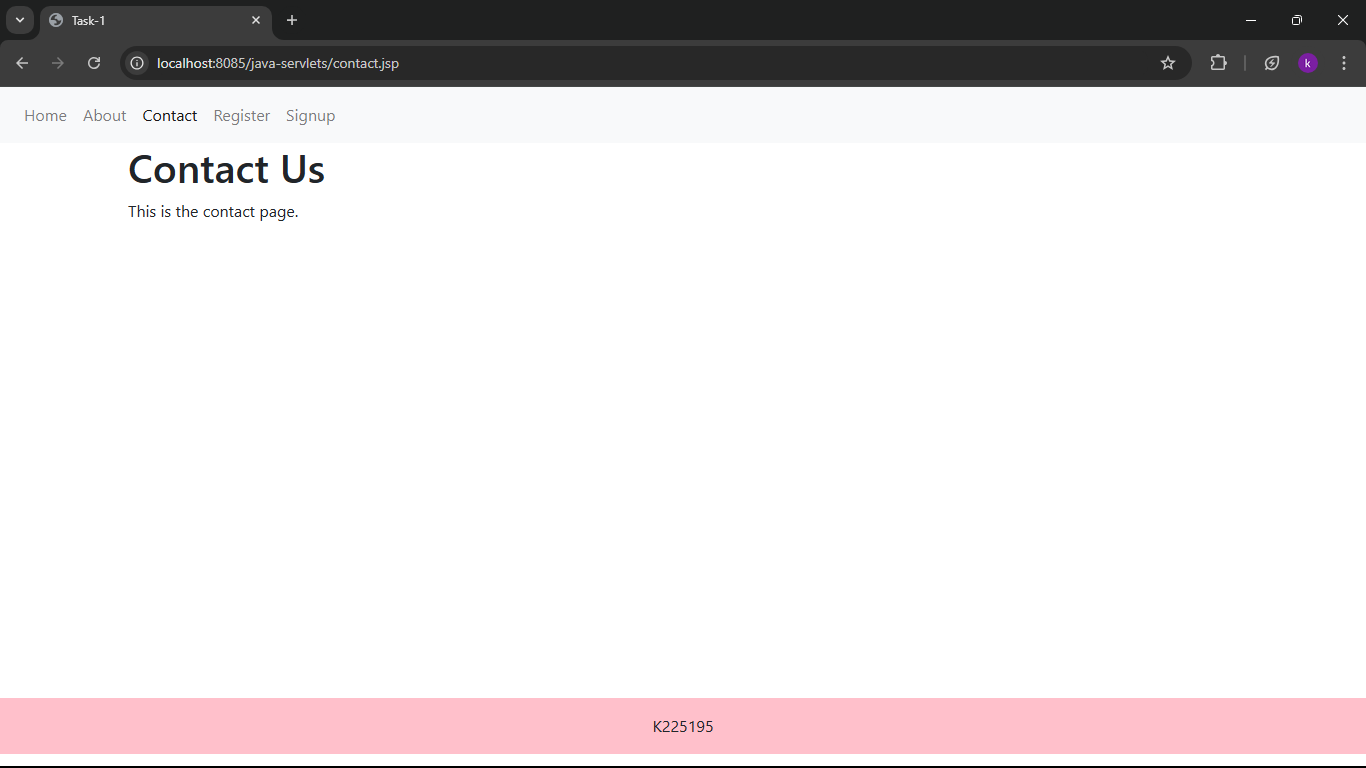 Task-1
localhost:8085/java-servlets/contact.jsp
k
Home About Contact Register Signup
Contact Us
This is the contact page.
K225195